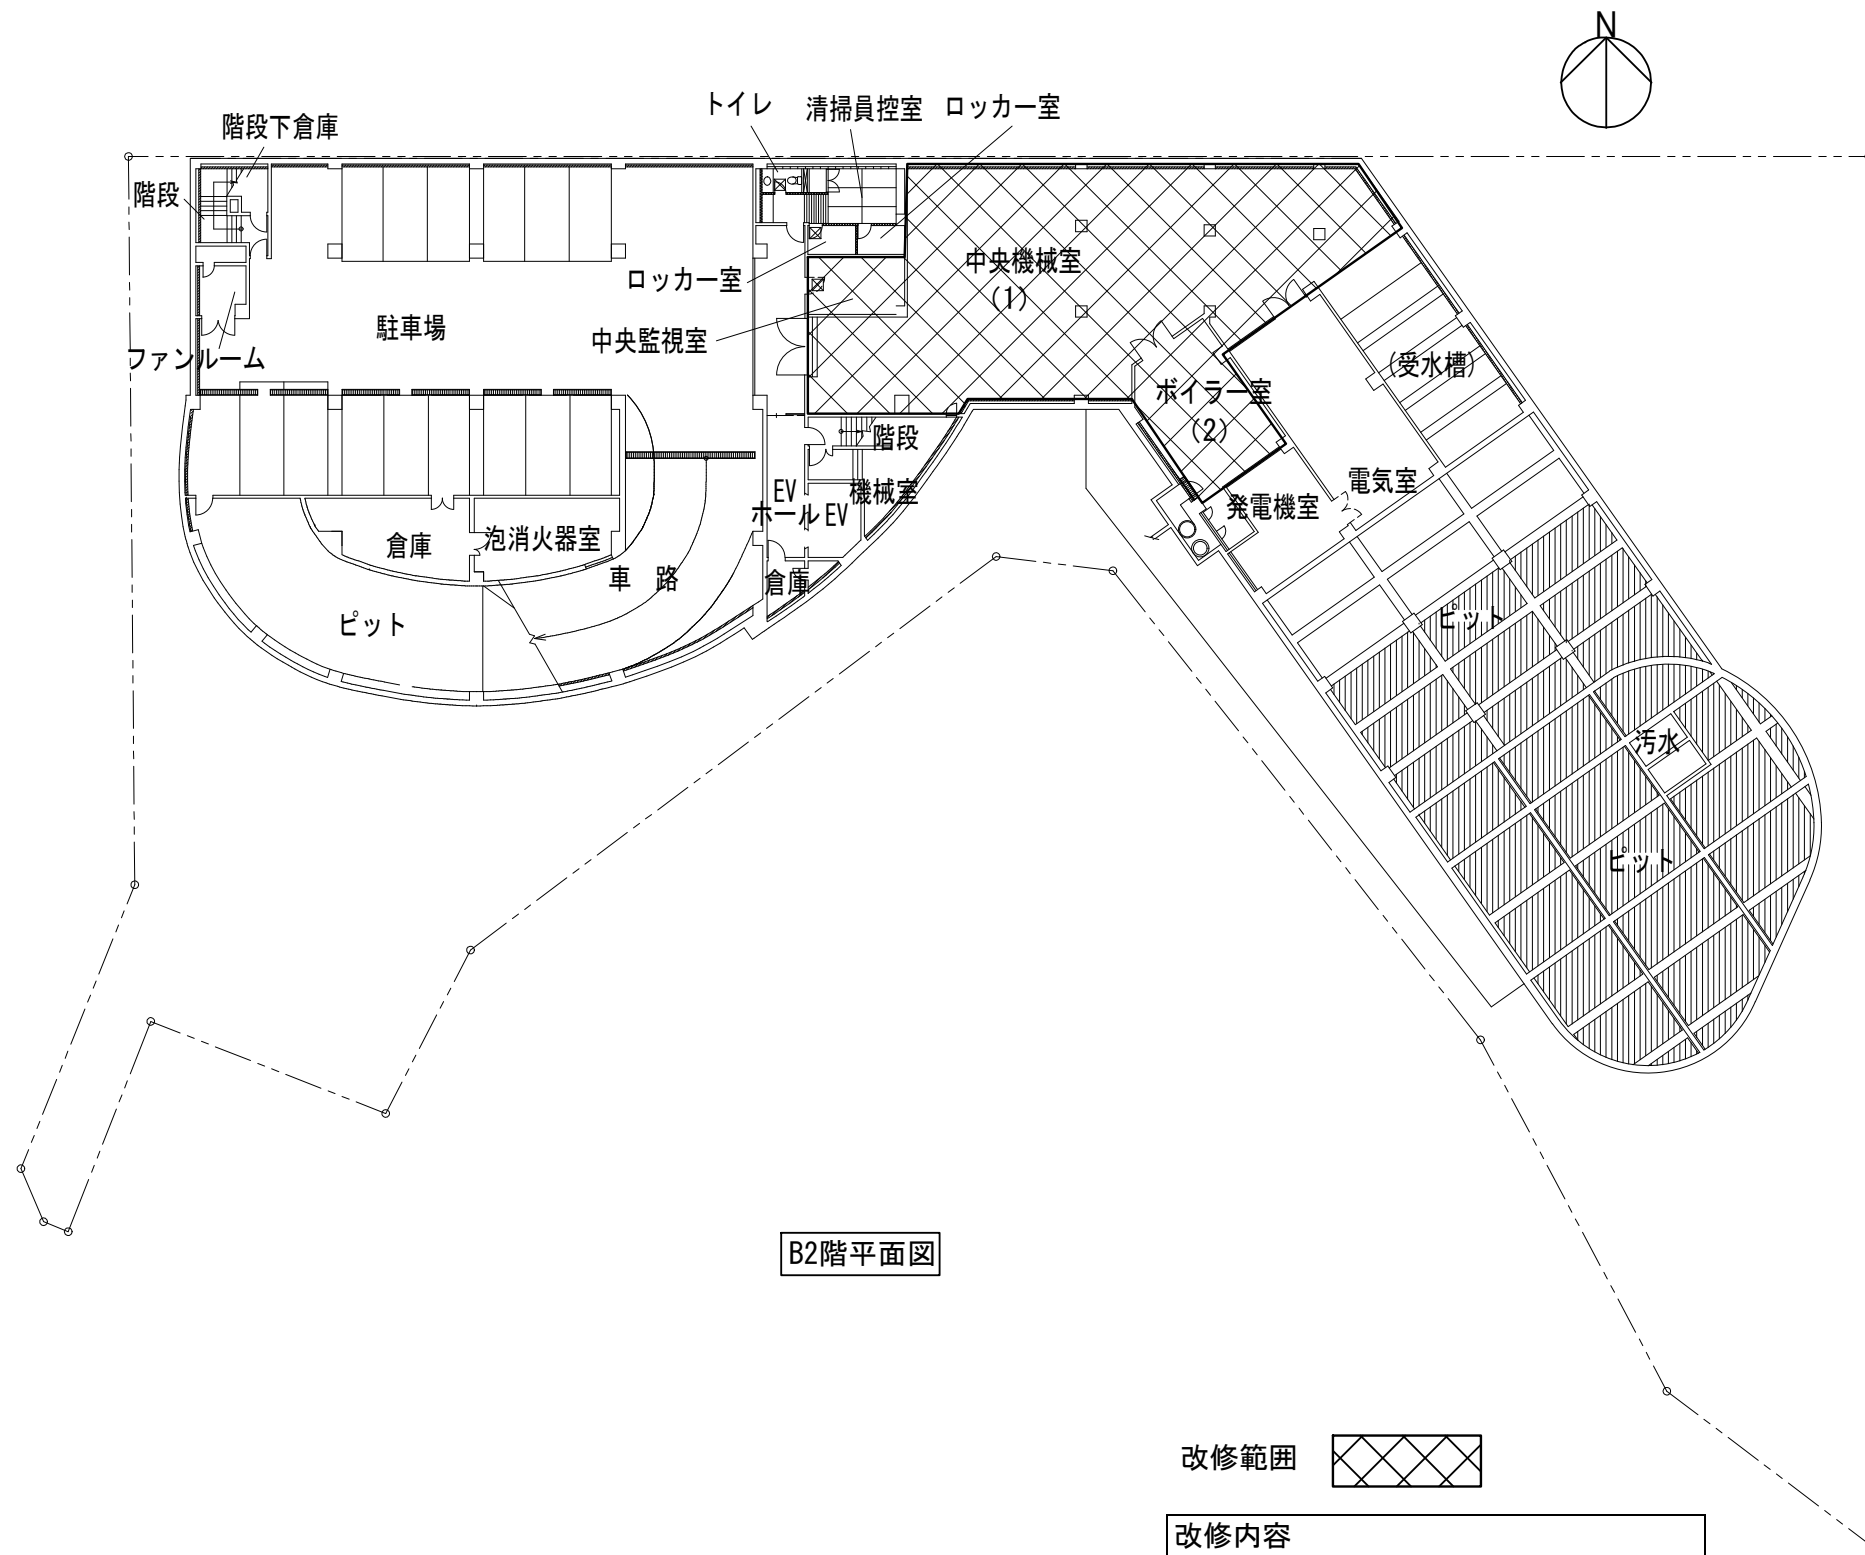 N
トイレ
清掃員控室
ロッカー室
階段下倉庫
階段
ロッカー室
中央機械室
(1)
駐車場
中央監視室
ファンルーム
(受水槽)
ボイラー室
(2)
階段
電気室
EV
機械室
発電機室
ホール
EV
倉庫
泡消火器室
車 路
倉庫
ピット
ピット
汚水
ピット
B2階平面図
改修範囲
改修内容